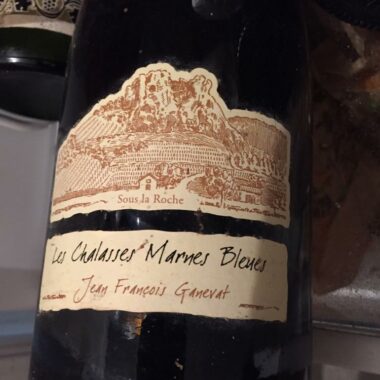 Sous la Roche
Les Chalasses Marnes Bleues
Jean François Ganevat